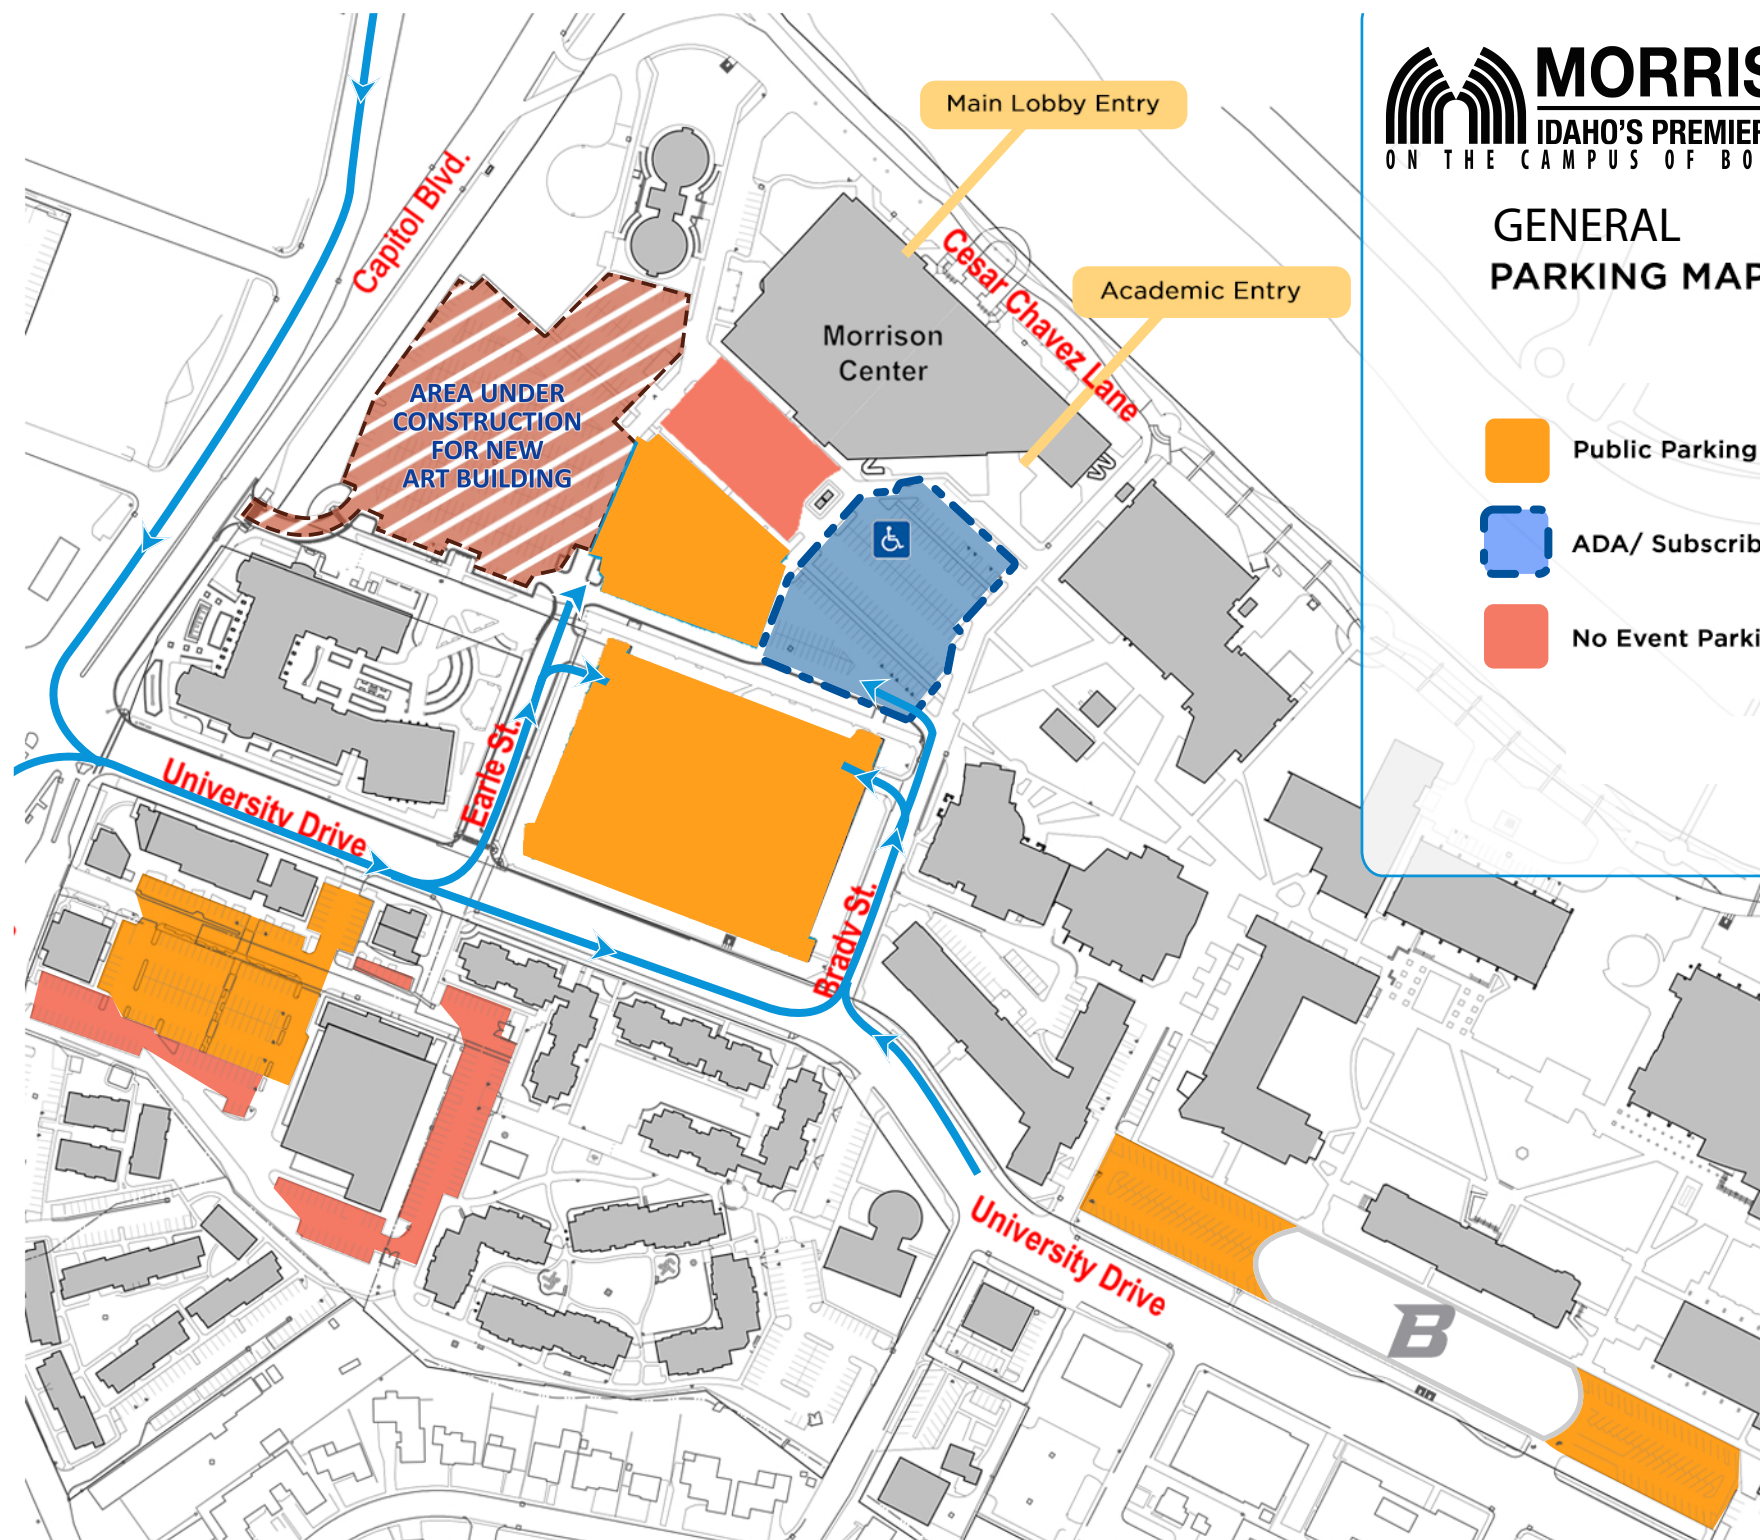 MORRIS
IDAHO'S PREMIER
ON THE CAMPUS OF BO
GENERAL
PARKING MAP
Public Parking
ADA/ Subscrib
No Event Parki
Main Lobby Entry
Academic Entry
Capitol Blvd.
Cesar Chavez Lane
Morrison
Center
AREA UNDER
CONSTRUCTION
FOR NEW
ART BUILDING
Earle St.
University Drive
Brady St.
University Drive
B